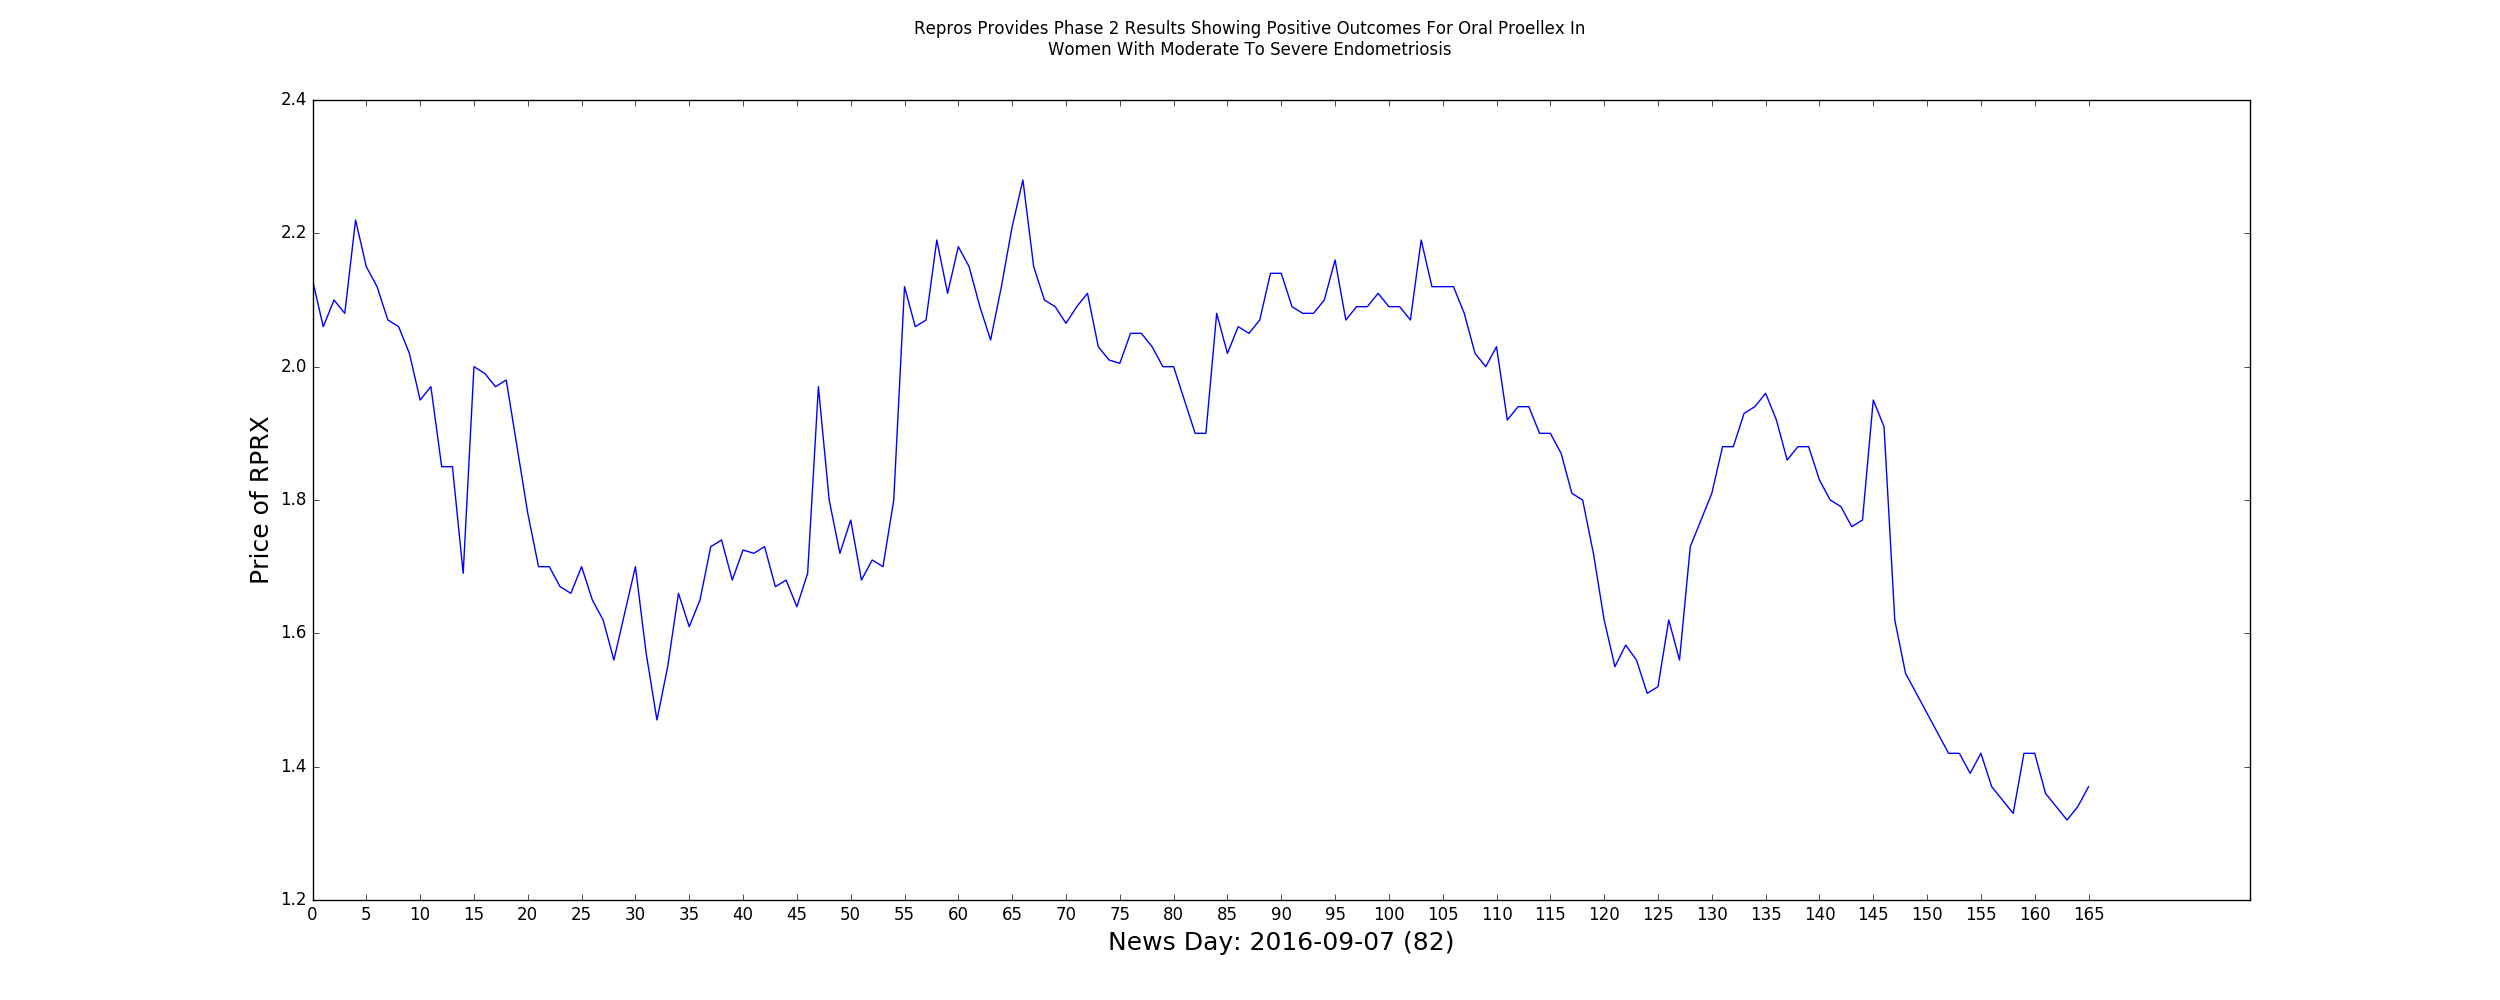 Repros Provides Phase 2 Results Showing Positive Outcomes For Oral Proellex In
Women With Moderate To Severe Endometriosis
2.4
2.2
2.0
1.8
1.6
1.4
1.2
Price of RPRX
0 5 10 15 20 25 30 35 40 45 50 55 60 65 70 75 80 85 90 95 100 105 110 115 120 125 130 135 140 145 150 155 160 165
News Day: 2016-09-07 (82)